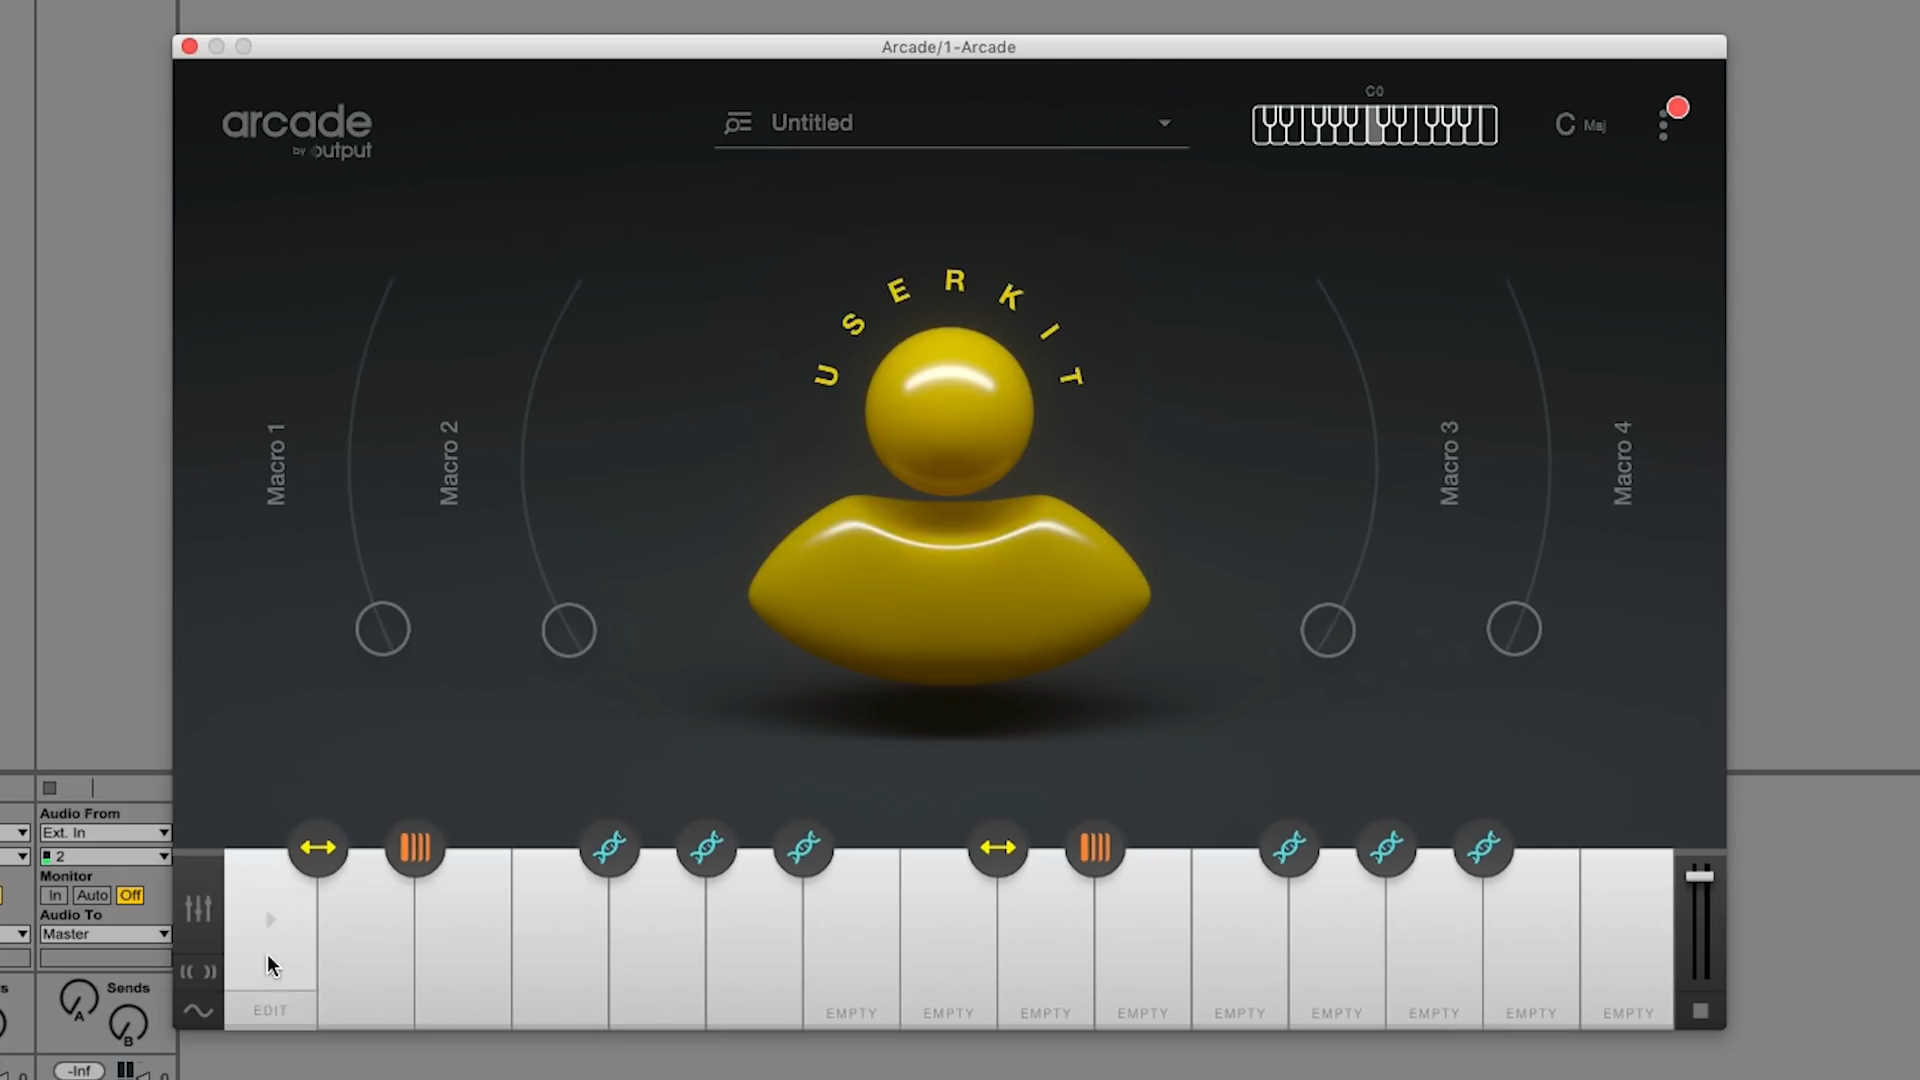 Arcade/1-Arcade
arcade
by output
Untitled
C0
C Maj
USERKIT
Macro 1
Macro 2
Macro 3
Macro 4
Audio From
Ext. In
2
Monitor
In Auto Off
Audio To
Master
Sends
A
B
-Inf
EDIT
EMPTY EMPTY EMPTY EMPTY EMPTY EMPTY EMPTY EMPTY EMPTY